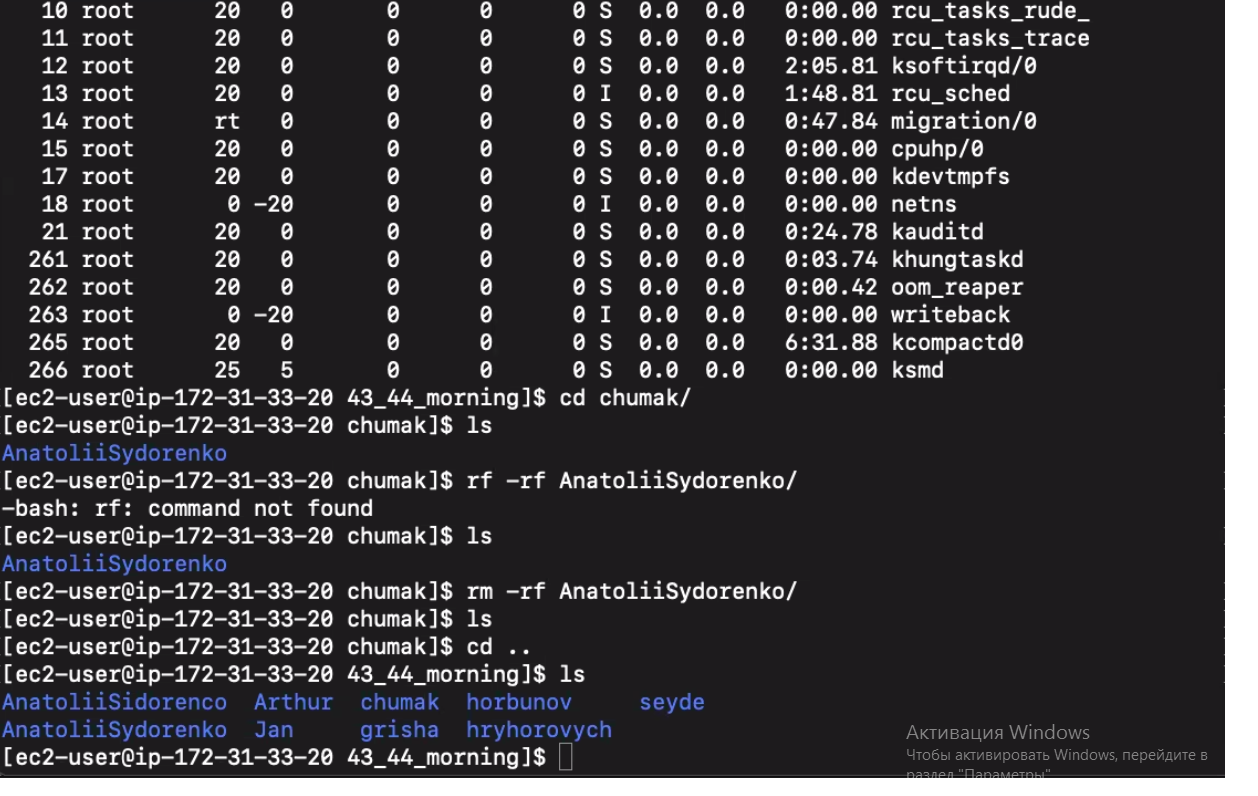 10 root 20 0 0 0 0 S 0.0 0.0 0:00.00 rcu_tasks_rude_
11 root 20 0 0 0 0 S 0.0 0.0 0:00.00 rcu_tasks_trace
12 root 20 0 0 0 0 S 0.0 0.0 2:05.81 ksoftirqd/0
13 root 20 0 0 0 0 I 0.0 0.0 1:48.81 rcu_sched
14 root rt 0 0 0 0 S 0.0 0.0 0:47.84 migration/0
15 root 20 0 0 0 0 S 0.0 0.0 0:00.00 cpuhp/0
17 root 20 0 0 0 0 S 0.0 0.0 0:00.00 kdevtmpfs
18 root 0 -20 0 0 0 I 0.0 0.0 0:00.00 netns
21 root 20 0 0 0 0 S 0.0 0.0 0:24.78 kauditd
261 root 20 0 0 0 0 S 0.0 0.0 0:03.74 khungtaskd
262 root 20 0 0 0 0 S 0.0 0.0 0:00.42 oom_reaper
263 root 0 -20 0 0 0 I 0.0 0.0 0:00.00 writeback
265 root 20 0 0 0 0 S 0.0 0.0 6:31.88 kcompactd0
266 root 25 5 0 0 0 S 0.0 0.0 0:00.00 ksmd
[ec2-user@ip-172-31-33-20 43_44_morning]$ cd chumak/
[ec2-user@ip-172-31-33-20 chumak]$ ls
AnatoliiSydorenko
[ec2-user@ip-172-31-33-20 chumak]$ rf -rf AnatoliiSydorenko/
-bash: rf: command not found
[ec2-user@ip-172-31-33-20 chumak]$ ls
AnatoliiSydorenko
[ec2-user@ip-172-31-33-20 chumak]$ rm -rf AnatoliiSydorenko/
[ec2-user@ip-172-31-33-20 chumak]$ ls
[ec2-user@ip-172-31-33-20 chumak]$ cd ..
[ec2-user@ip-172-31-33-20 43_44_morning]$ ls
AnatoliiSidorenco Arthur chumak horbunov seyde
AnatoliiSydorenko Jan grisha hryhorovych
[ec2-user@ip-172-31-33-20 43_44_morning]$
Активация Windows
Чтобы активировать Windows, перейдите в
раздел "Параметры"